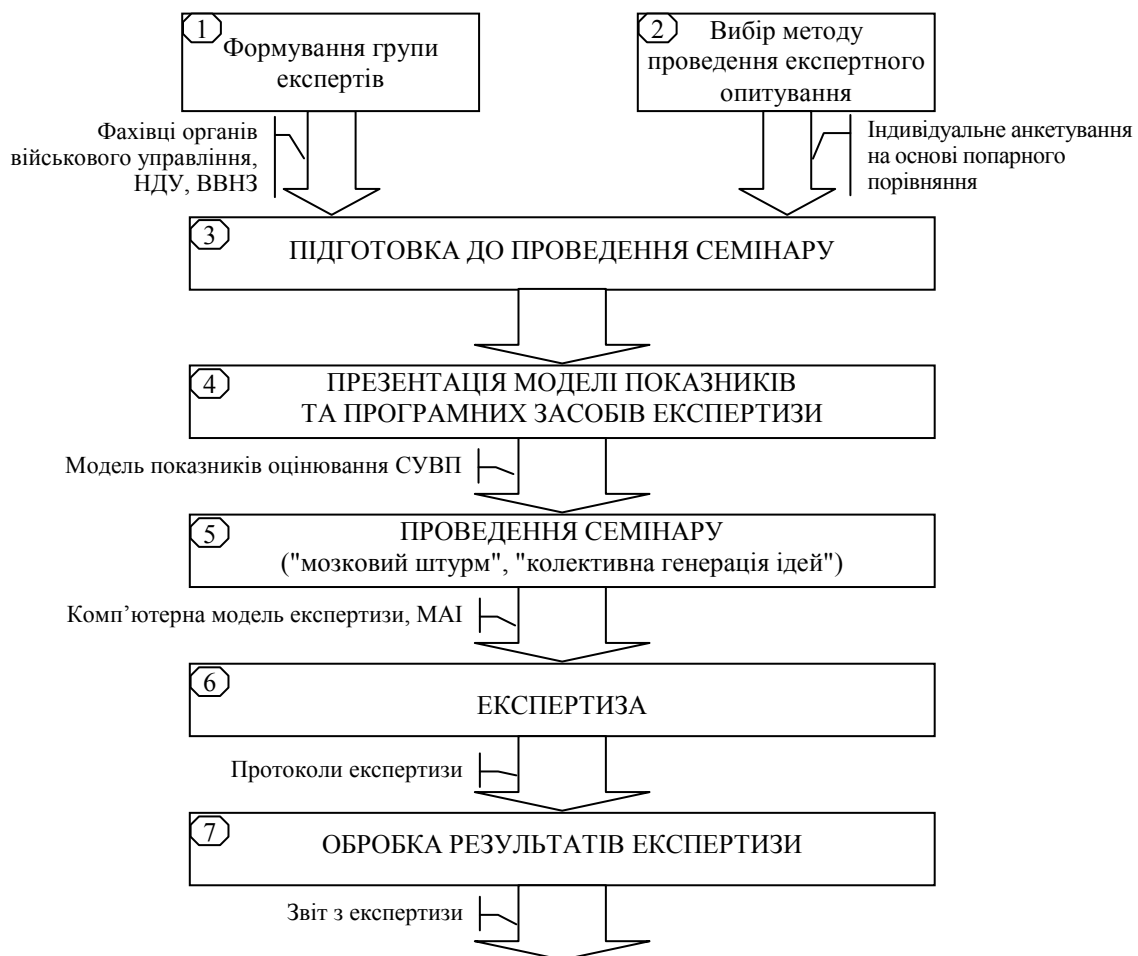 1
Формування групи
експертів
2
Вибір методу
проведення експертного
опитування
Фахівці органів
військового управління,
НДУ, ВВНЗ
Індивідуальне анкетування
на основі попарного
порівняння
3
ПІДГОТОВКА ДО ПРОВЕДЕННЯ СЕМІНАРУ
4
ПРЕЗЕНТАЦІЯ МОДЕЛІ ПОКАЗНИКІВ
ТА ПРОГРАМНИХ ЗАСОБІВ ЕКСПЕРТИЗИ
Модель показників оцінювання СУВП
5
ПРОВЕДЕННЯ СЕМІНАРУ
("мозковий штурм", "колективна генерація ідей")
Комп’ютерна модель експертизи, МАІ
6
ЕКСПЕРТИЗА
Протоколи експертизи
7
ОБРОБКА РЕЗУЛЬТАТІВ ЕКСПЕРТИЗИ
Звіт з експертизи